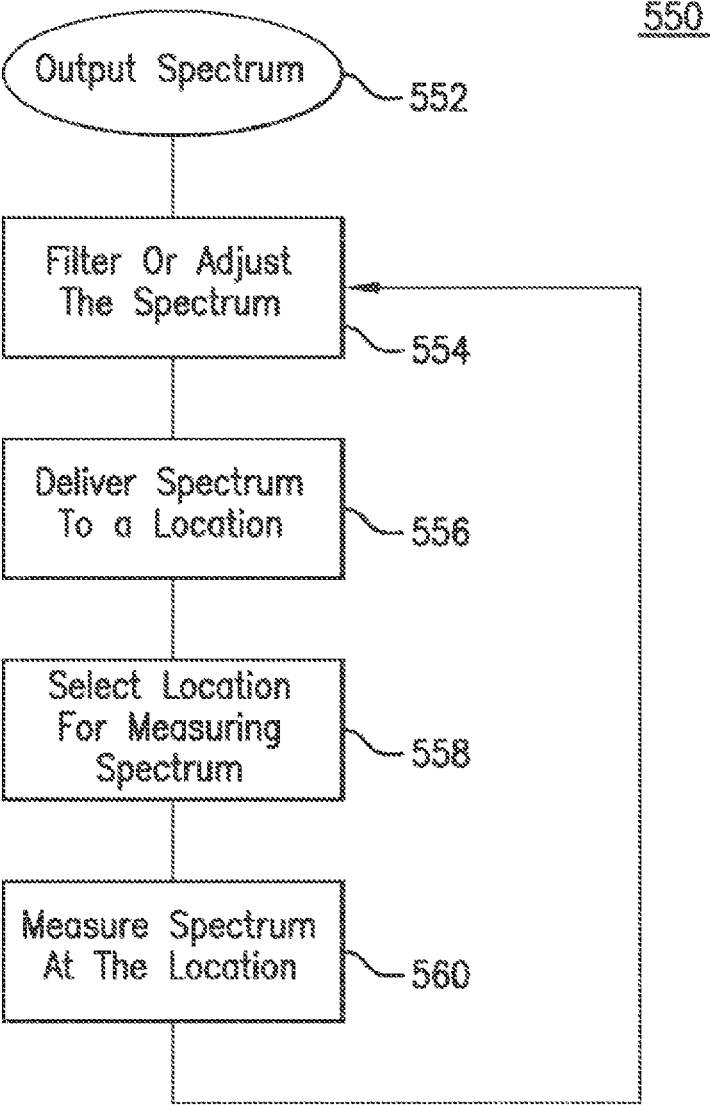 550
Output Spectrum
552
Filter Or Adjust
The Spectrum
554
Deliver Spectrum
To a Location
556
Select Location
For Measuring
Spectrum
558
Measure Spectrum
At The Location
560